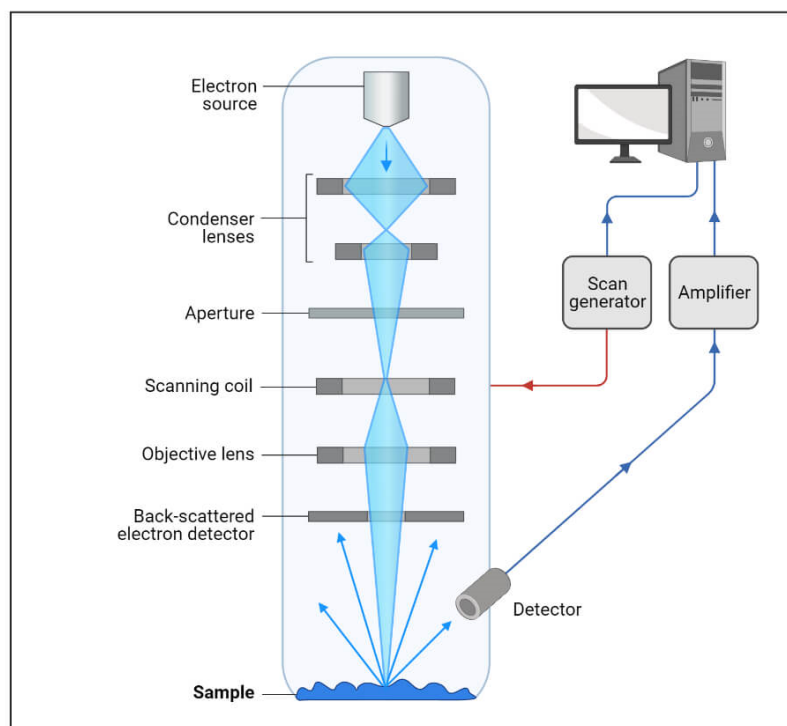 Electron
source
Condenser
lenses
Aperture
Scanning coil
Objective lens
Back-scattered
electron detector
Sample
Scan
generator
Amplifier
Detector